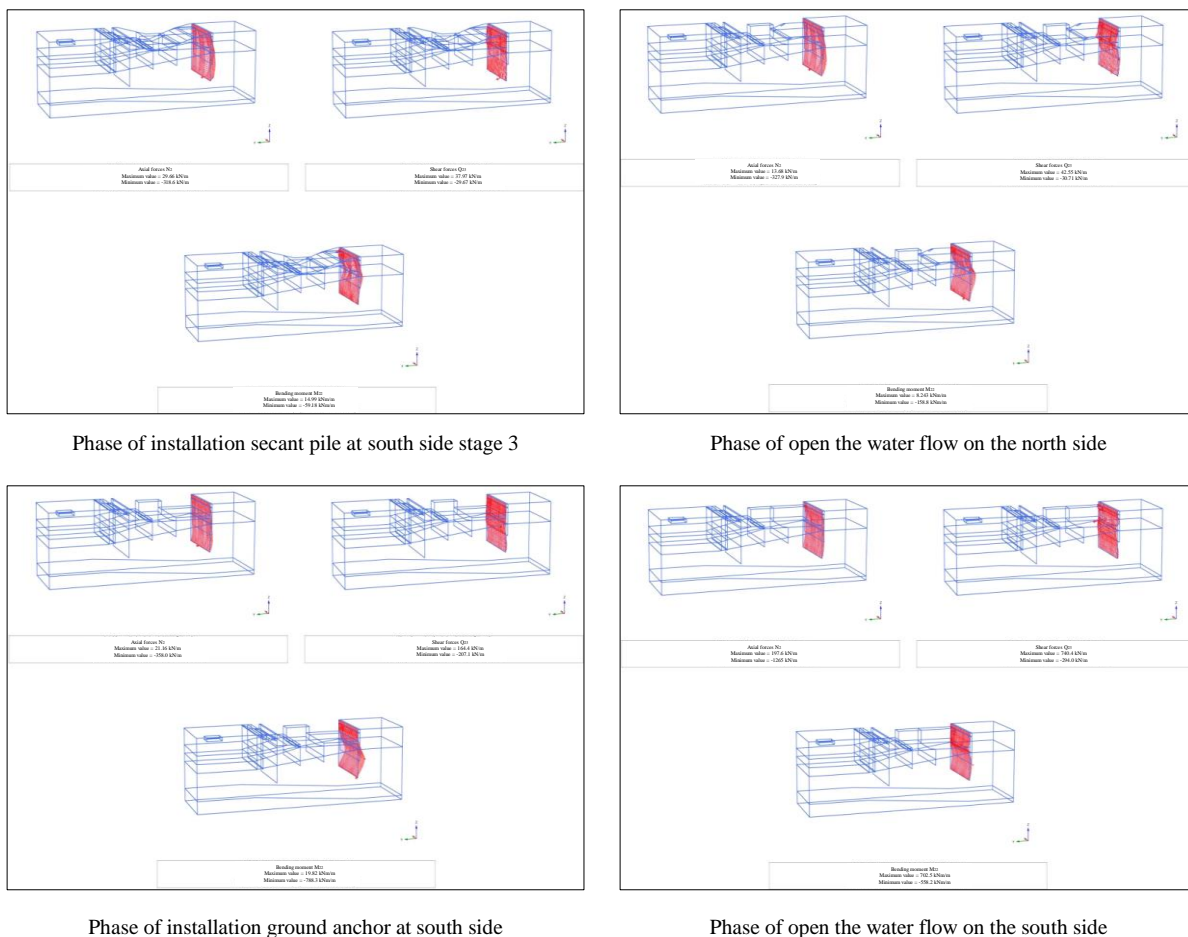 Axial forces N2
Maximum value = 29.66 kN/m
Minimum value = -318.6 kN/m
Shear forces Q23
Maximum value = 37.97 kN/m
Minimum value = -29.67 kN/m
Bending moment M22
Maximum value = 14.99 kNm/m
Minimum value = -59.18 kNm/m
Phase of installation secant pile at south side stage 3
Axial forces N2
Maximum value = 13.68 kN/m
Minimum value = -327.9 kN/m
Shear forces Q23
Maximum value = 42.55 kN/m
Minimum value = -30.71 kN/m
Bending moment M22
Maximum value = 8.243 kNm/m
Minimum value = -158.8 kNm/m
Phase of open the water flow on the north side
Axial forces N2
Maximum value = 21.16 kN/m
Minimum value = -358.0 kN/m
Shear forces Q23
Maximum value = 164.4 kN/m
Minimum value = -207.1 kN/m
Bending moment M22
Maximum value = 19.82 kNm/m
Minimum value = -788.3 kNm/m
Phase of installation ground anchor at south side
Axial forces N2
Maximum value = 197.6 kN/m
Minimum value = -1265 kN/m
Shear forces Q23
Maximum value = 740.4 kN/m
Minimum value = -294.0 kN/m
Bending moment M22
Maximum value = 702.5 kNm/m
Minimum value = -558.2 kNm/m
Phase of open the water flow on the south side